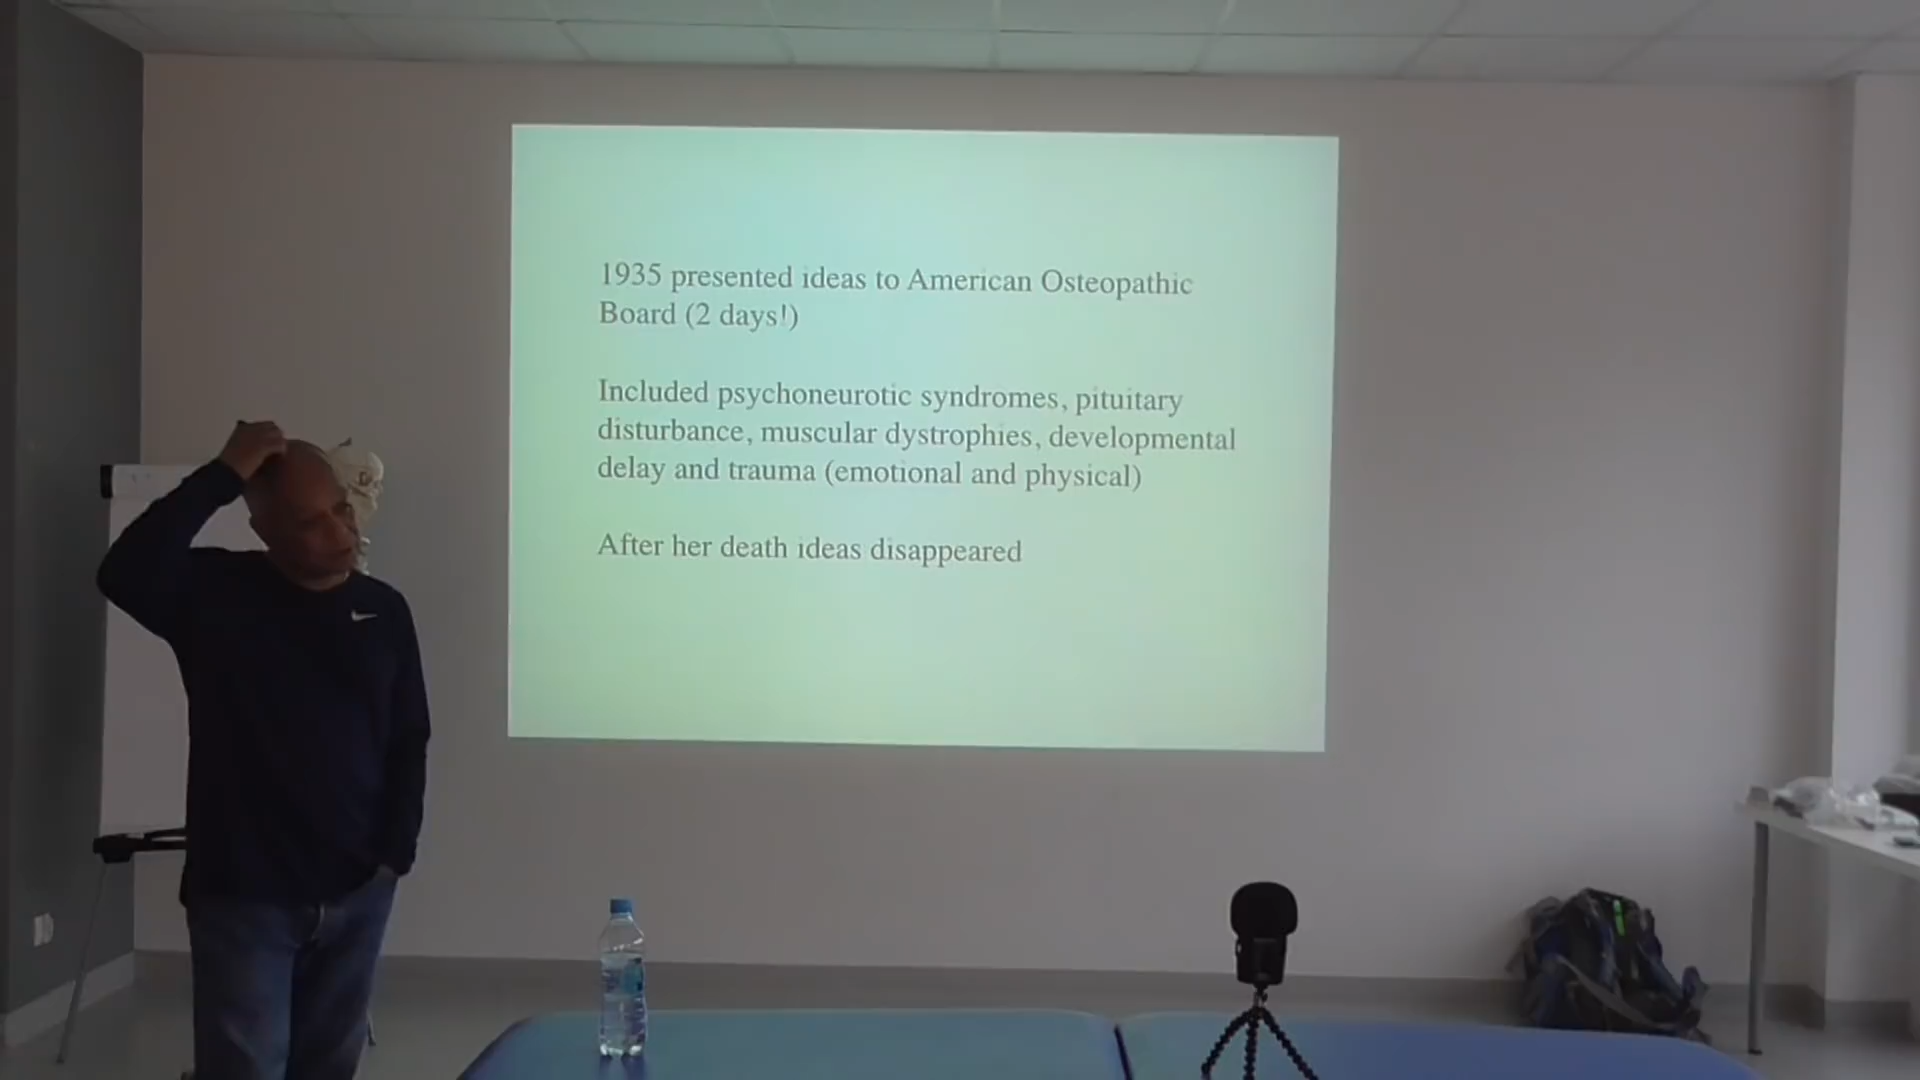 1935 presented ideas to American Osteopathic
Board (2 days!)
Included psychoneurotic syndromes, pituitary
disturbance, muscular dystrophies, developmental
delay and trauma (emotional and physical)
After her death ideas disappeared